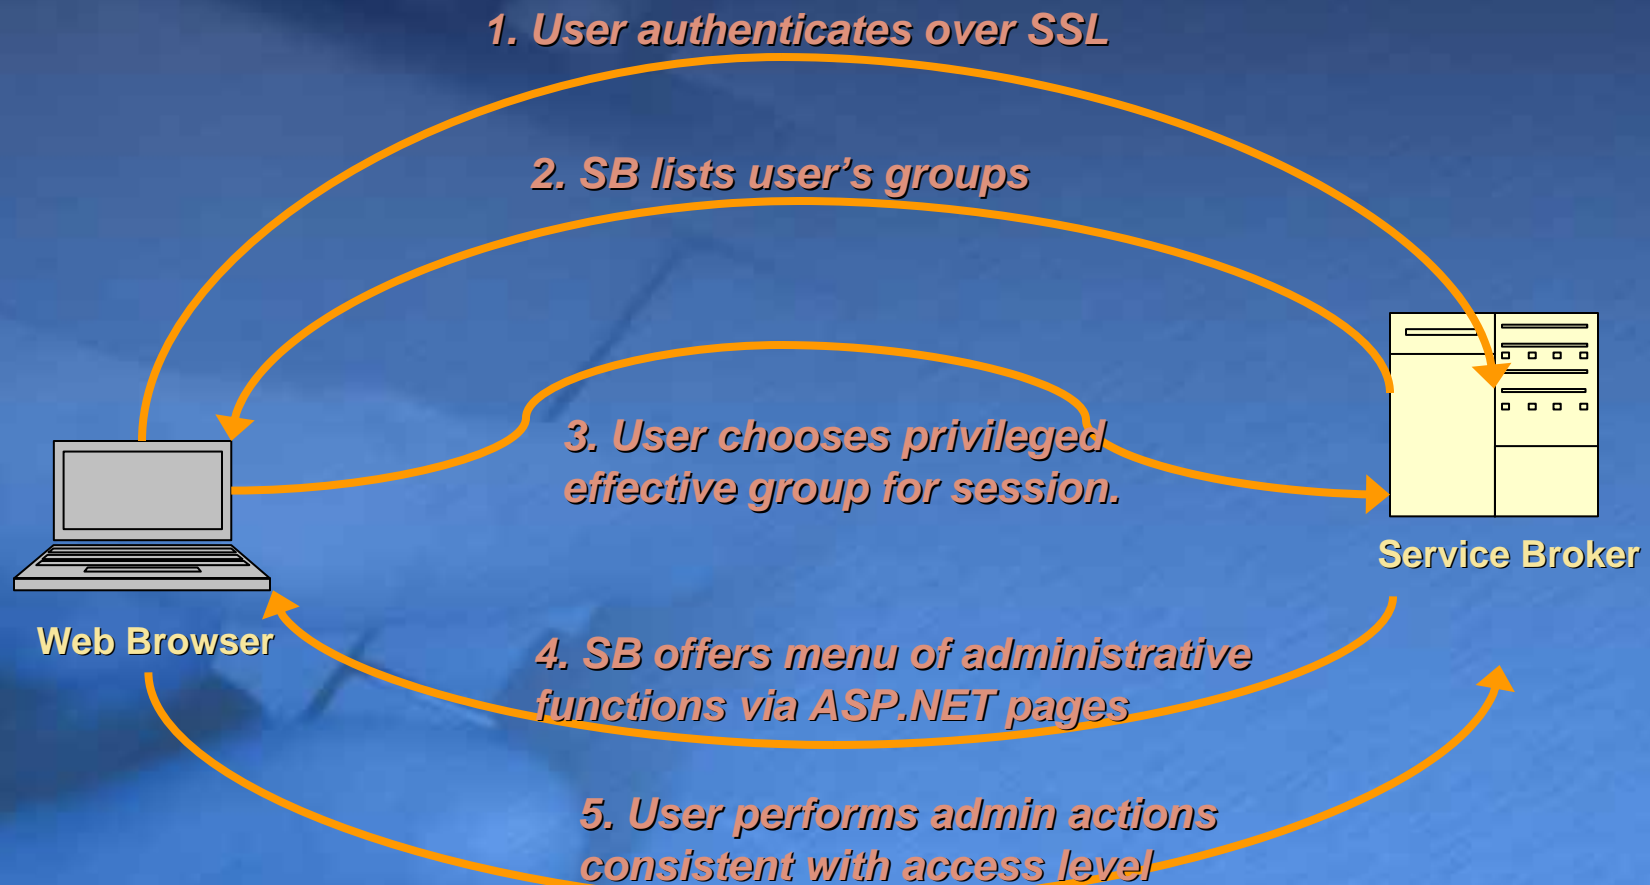 1. User authenticates over SSL
2. SB lists user’s groups
3. User chooses privileged
effective group for session.
Service Broker
Web Browser
4. SB offers menu of administrative
functions via ASP.NET pages
5. User performs admin actions
consistent with access level